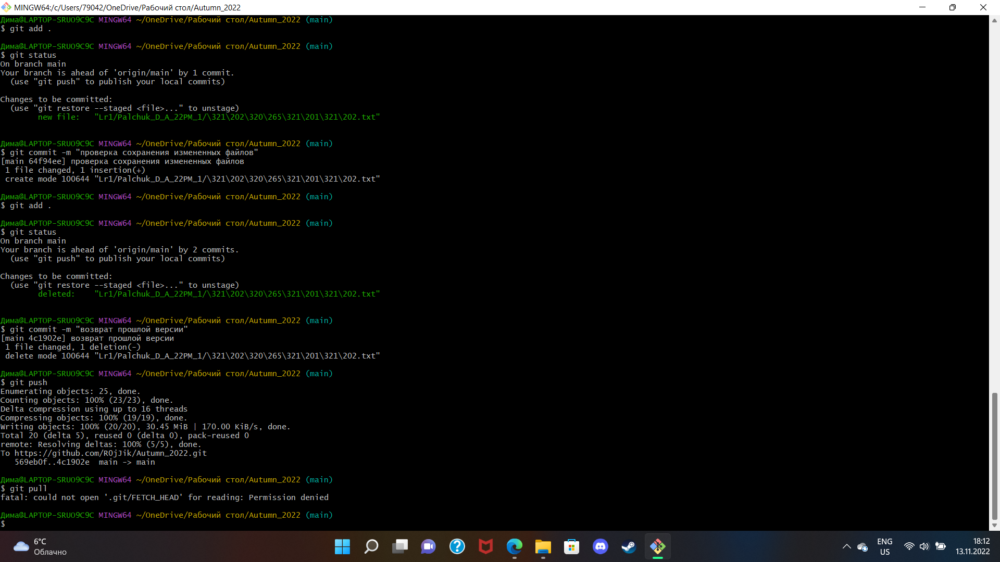 MINGW64:/c/Users/79042/OneDrive/Рабочий стол/Autumn_2022
Дима@LAPTOP-SRUO9C9C MINGW64 ~/OneDrive/Рабочий стол/Autumn_2022 (main)
$ git add .
Дима@LAPTOP-SRUO9C9C MINGW64 ~/OneDrive/Рабочий стол/Autumn_2022 (main)
$ git status
On branch main
Your branch is ahead of 'origin/main' by 1 commit.
  (use "git push" to publish your local commits)
Changes to be committed:
  (use "git restore --staged <file>..." to unstage)
        new file:   "Lr1/Palchuk_D_A_22PM_1/\321\202\320\265\321\201\321\202.txt"
Дима@LAPTOP-SRUO9C9C MINGW64 ~/OneDrive/Рабочий стол/Autumn_2022 (main)
$ git commit -m "проверка сохранения измененных файлов"
[main 64f94ee] проверка сохранения измененных файлов
 1 file changed, 1 insertion(+)
 create mode 100644 "Lr1/Palchuk_D_A_22PM_1/\321\202\320\265\321\201\321\202.txt"
Дима@LAPTOP-SRUO9C9C MINGW64 ~/OneDrive/Рабочий стол/Autumn_2022 (main)
$ git add .
Дима@LAPTOP-SRUO9C9C MINGW64 ~/OneDrive/Рабочий стол/Autumn_2022 (main)
$ git status
On branch main
Your branch is ahead of 'origin/main' by 2 commits.
  (use "git push" to publish your local commits)
Changes to be committed:
  (use "git restore --staged <file>..." to unstage)
        deleted:    "Lr1/Palchuk_D_A_22PM_1/\321\202\320\265\321\201\321\202.txt"
Дима@LAPTOP-SRUO9C9C MINGW64 ~/OneDrive/Рабочий стол/Autumn_2022 (main)
$ git commit -m "возврат прошлой версии"
[main 4c1902e] возврат прошлой версии
 1 file changed, 1 deletion(-)
 delete mode 100644 "Lr1/Palchuk_D_A_22PM_1/\321\202\320\265\321\201\321\202.txt"
Дима@LAPTOP-SRUO9C9C MINGW64 ~/OneDrive/Рабочий стол/Autumn_2022 (main)
$ git push
Enumerating objects: 25, done.
Counting objects: 100% (23/23), done.
Delta compression using up to 16 threads
Compressing objects: 100% (19/19), done.
Writing objects: 100% (20/20), 30.45 MiB | 170.00 KiB/s, done.
Total 20 (delta 5), reused 0 (delta 0), pack-reused 0
remote: Resolving deltas: 100% (5/5), done.
To https://github.com/R0jJik/Autumn_2022.git
   569eb0f..4c1902e  main -> main
Дима@LAPTOP-SRUO9C9C MINGW64 ~/OneDrive/Рабочий стол/Autumn_2022 (main)
$ git pull
fatal: could not open '.git/FETCH_HEAD' for reading: Permission denied
Дима@LAPTOP-SRUO9C9C MINGW64 ~/OneDrive/Рабочий стол/Autumn_2022 (main)
$
6°C
Облачно
ENG
US
18:12
13.11.2022